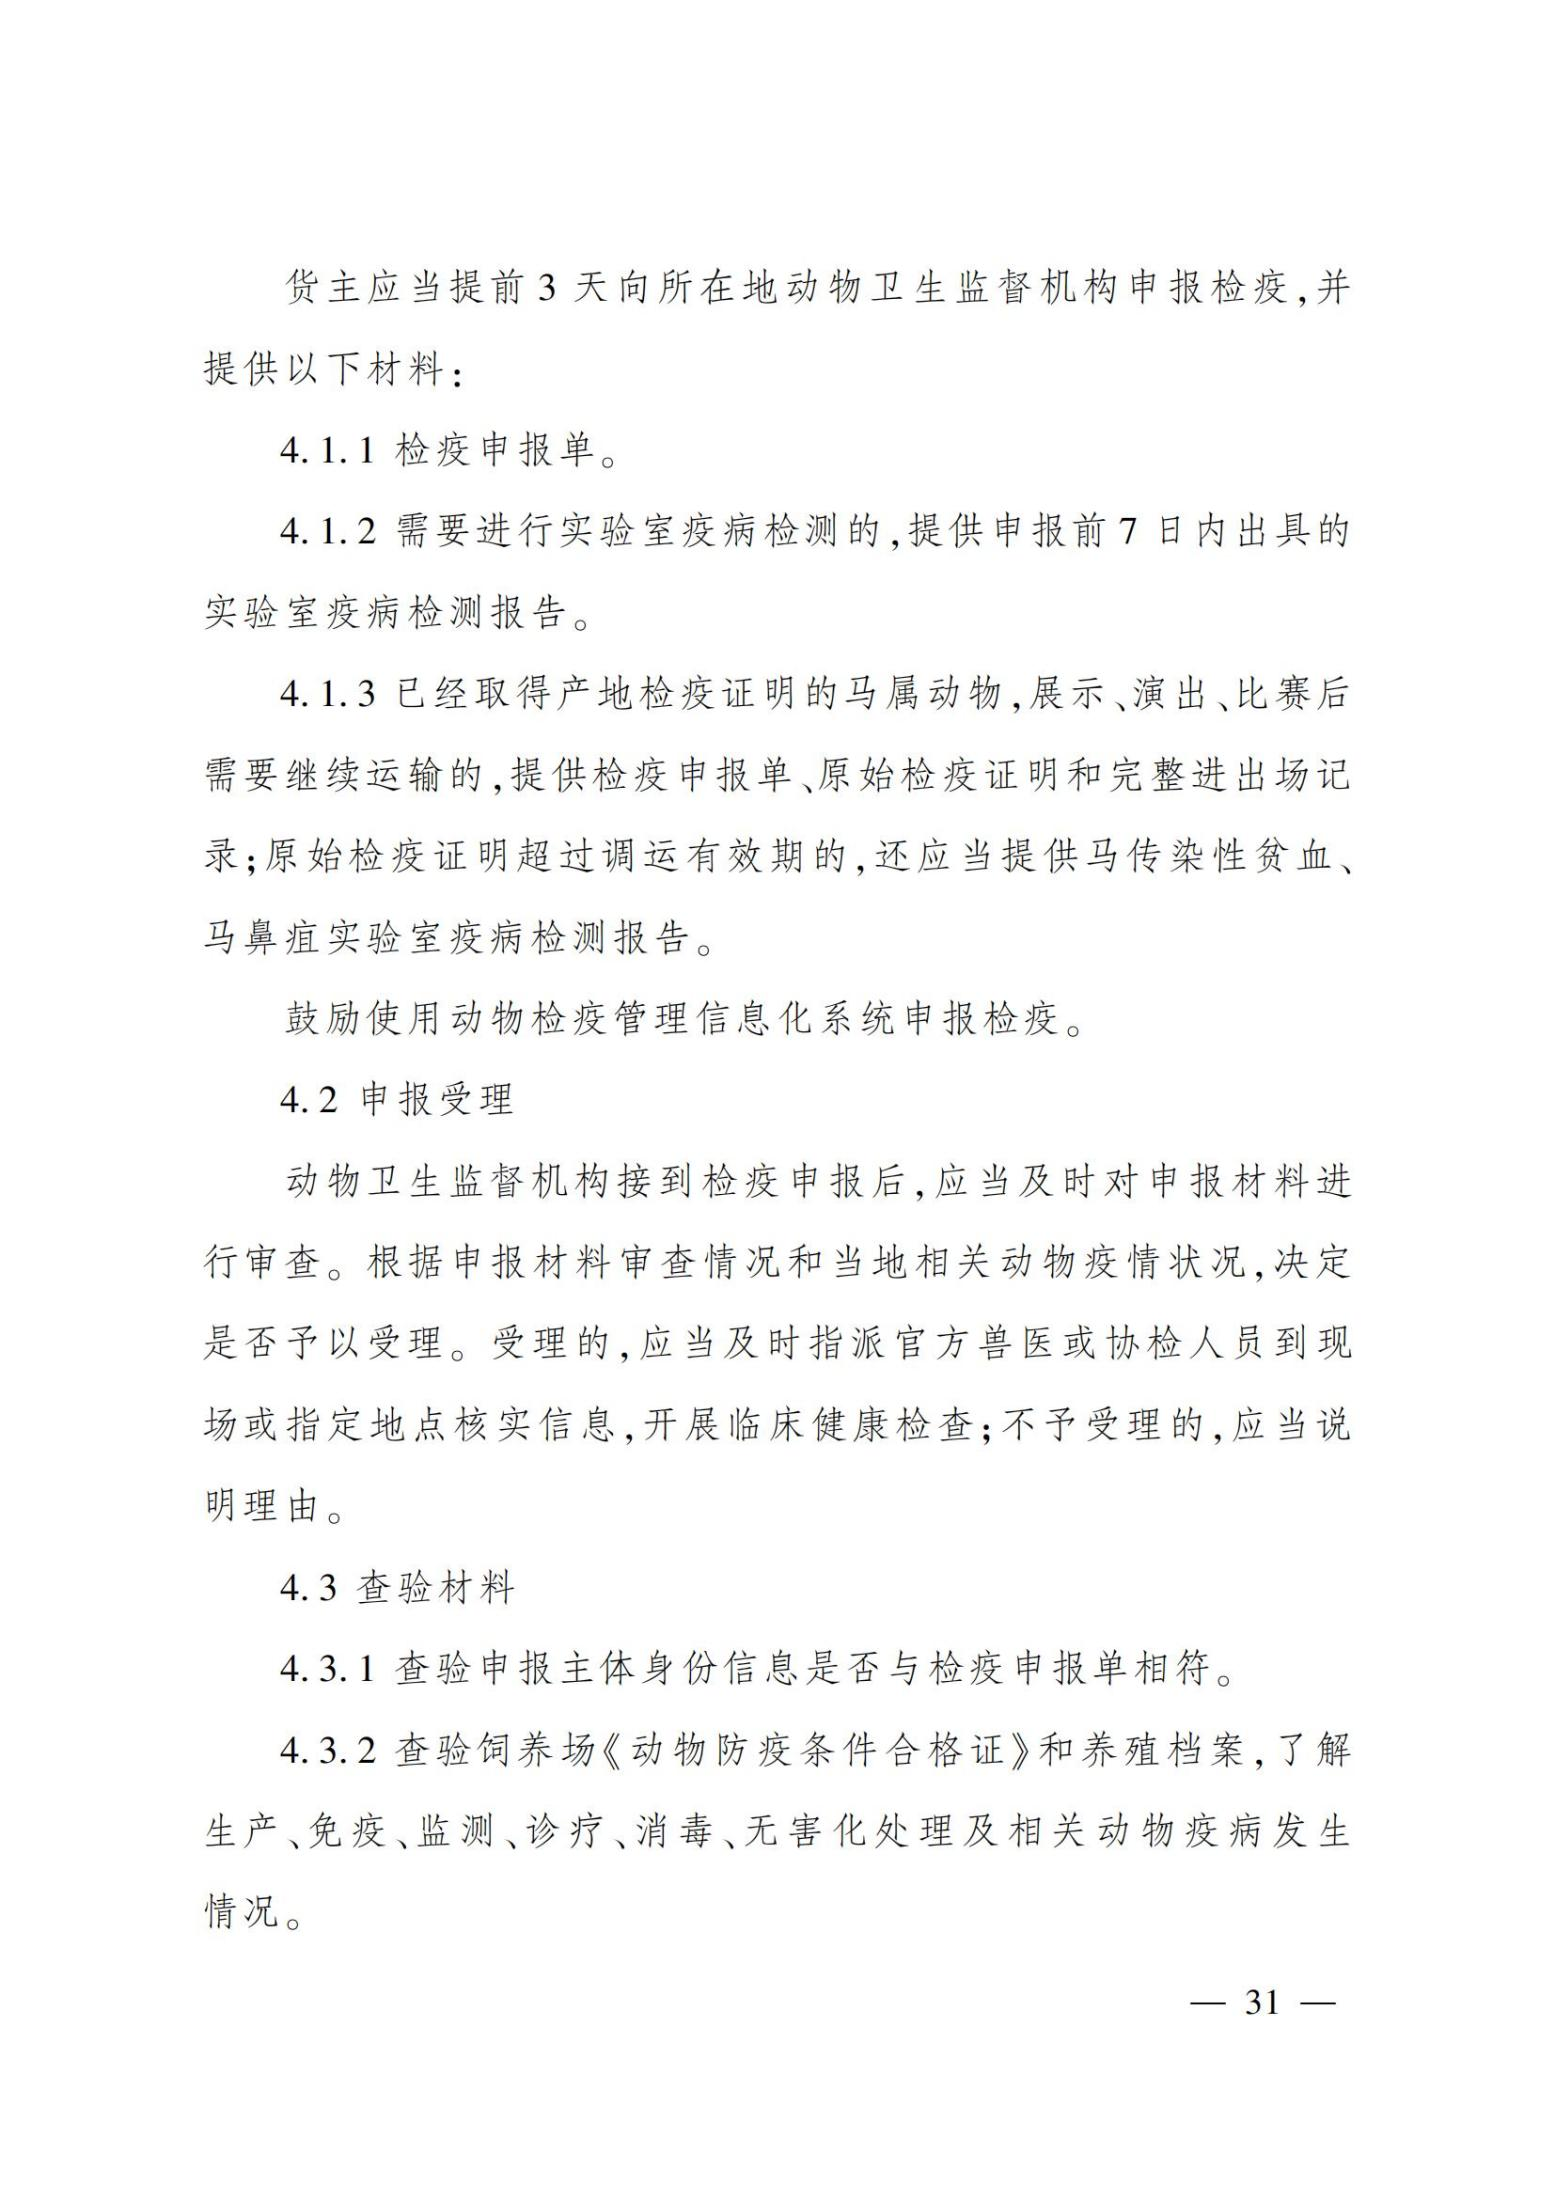 货主应当提前3天向所在地动物卫生监督机构申报检疫,并
提供以下材料:
4.1.1 检疫申报单。
4.1.2 需要进行实验室疫病检测的,提供申报前7日内出具的
实验室疫病检测报告。
4.1.3 已经取得产地检疫证明的马属动物,展示、演出、比赛后
需要继续运输的,提供检疫申报单、原始检疫证明和完整进出场记
录;原始检疫证明超过调运有效期的,还应当提供马传染性贫血、
马鼻疽实验室疫病检测报告。
鼓励使用动物检疫管理信息化系统申报检疫。
4.2 申报受理
动物卫生监督机构接到检疫申报后,应当及时对申报材料进
行审查。根据申报材料审查情况和当地相关动物疫情状况,决定
是否予以受理。受理的,应当及时指派官方兽医或协检人员到现
场或指定地点核实信息,开展临床健康检查;不予受理的,应当说
明理由。
4.3 查验材料
4.3.1 查验申报主体身份信息是否与检疫申报单相符。
4.3.2 查验饲养场《动物防疫条件合格证》和养殖档案,了解
生产、免疫、监测、诊疗、消毒、无害化处理及相关动物疫病发生
情况。
— 31 —